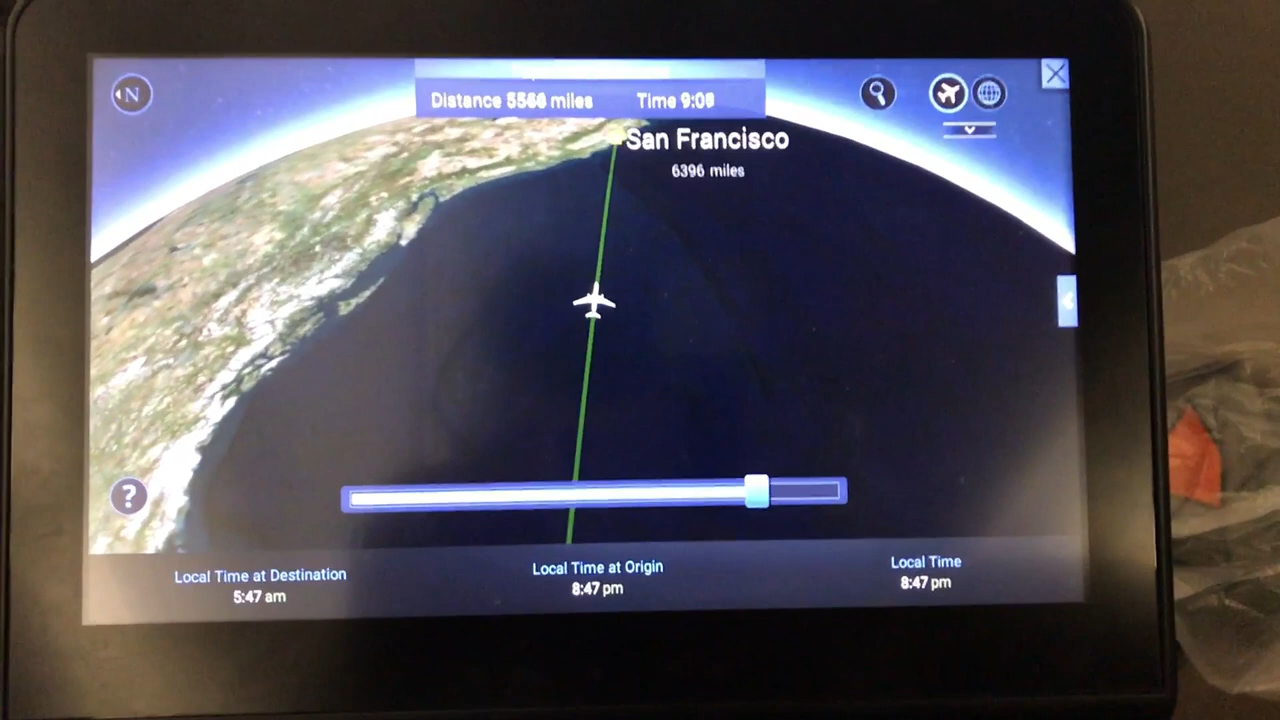 N
Distance 5566 miles Time 9:08
San Francisco
6396 miles
?
Local Time at Destination
5:47 am
Local Time at Origin
8:47 pm
Local Time
8:47 pm